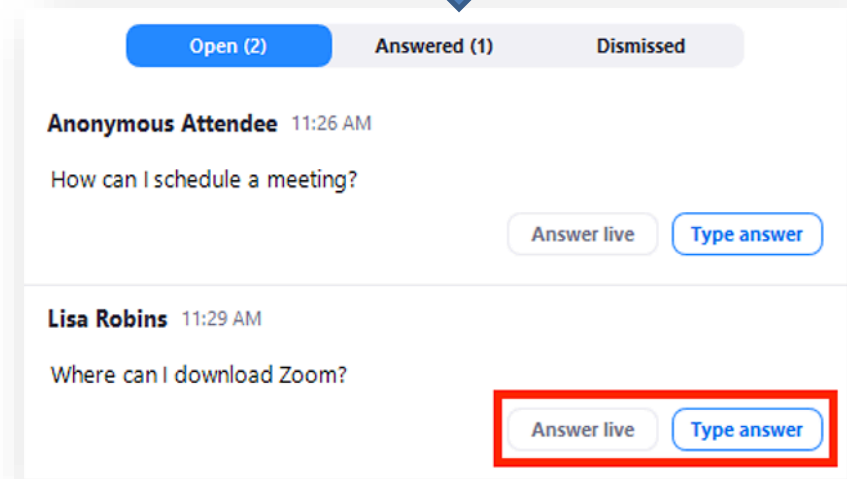 Open (2) Answered (1) Dismissed
Anonymous Attendee 11:26 AM
How can I schedule a meeting?
Answer live Type answer
Lisa Robins 11:29 AM
Where can I download Zoom?
Answer live Type answer